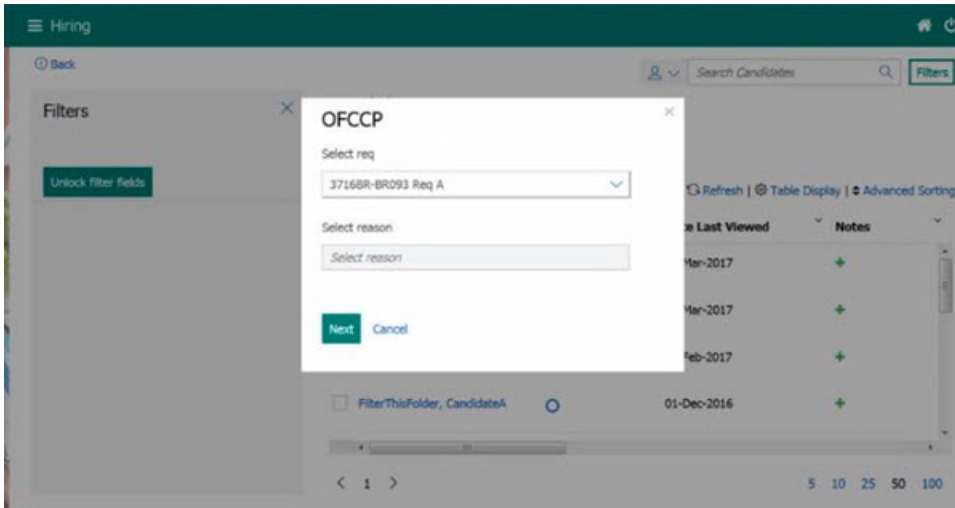 Hiring
Back
Search Candidates
Filters
Filters
Unlock filter fields
OFCCP
Select req
3716BR-BR093 Req A
Select reason
Select reason
Next Cancel
Refresh | Table Display | Advanced Sorting
Last Viewed Notes
Mar-2017
Mar-2017
Feb-2017
FilterThisFolder, CandidateA 01-Dec-2016
< 1 > 5 10 25 50 100